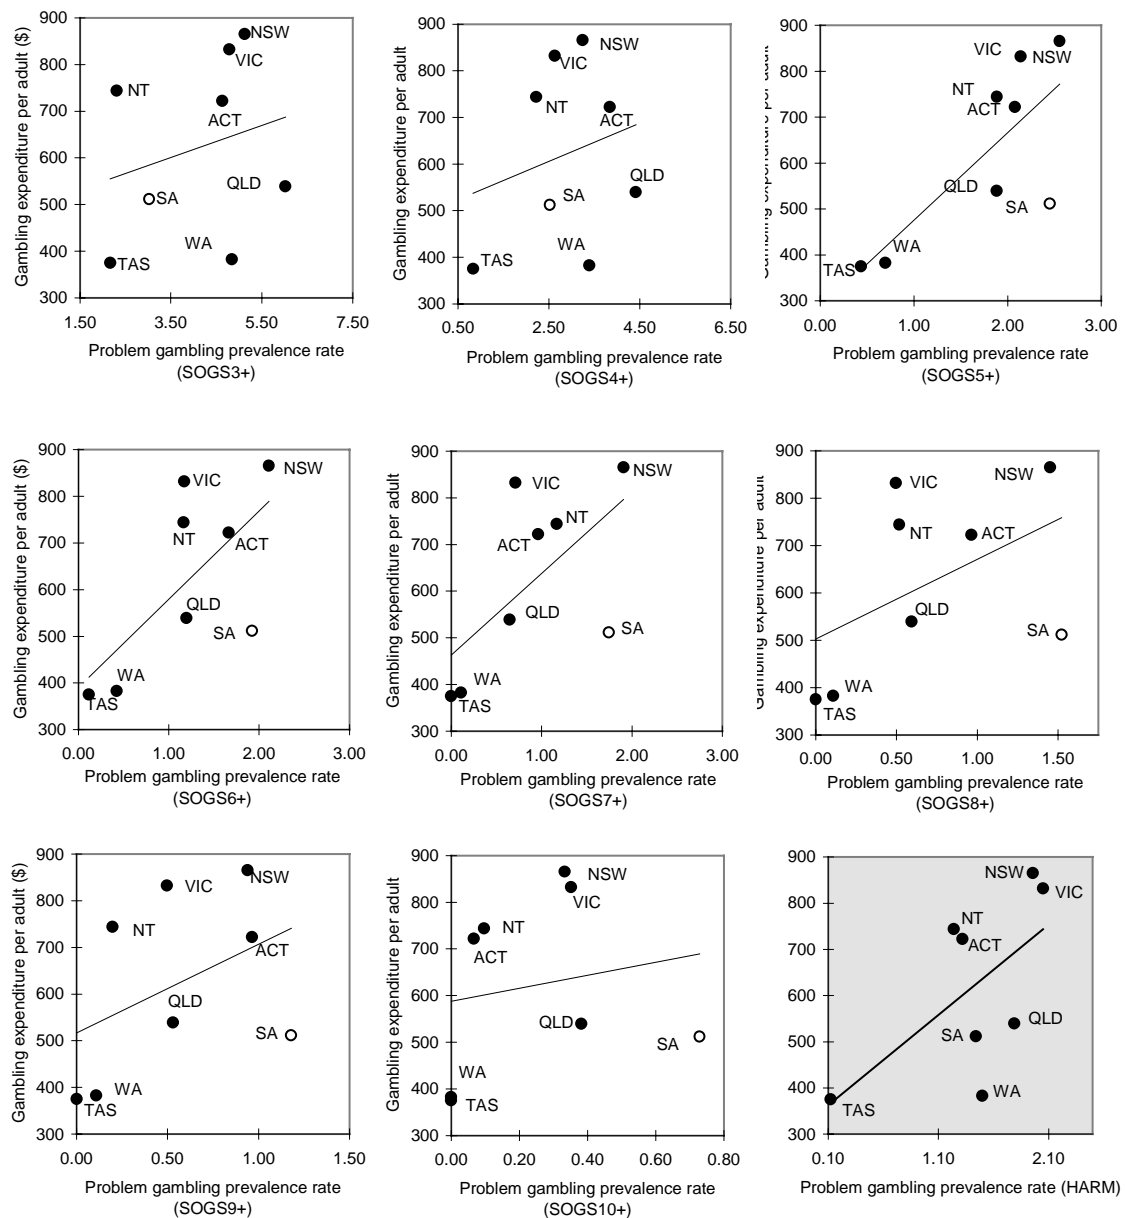 Gambling expenditure per adult ($)
900
800
700
600
500
400
300
NSW
VIC
NT
ACT
QLD
SA
WA
TAS
1.50 3.50 5.50 7.50
Problem gambling prevalence rate
(SOGS3+)
Gambling expenditure per adult
900
800
700
600
500
400
300
NSW
VIC
NT
ACT
QLD
SA
WA
TAS
0.50 2.50 4.50 6.50
Problem gambling prevalence rate
(SOGS4+)
Gambling expenditure per adult
900
800
700
600
500
400
300
VIC
NSW
NT
ACT
QLD
SA
WA
TAS
0.00 1.00 2.00 3.00
Problem gambling prevalence rate
(SOGS5+)
Gambling expenditure per adult ($)
900
800
700
600
500
400
300
NSW
VIC
NT
ACT
QLD
SA
WA
TAS
0.00 1.00 2.00 3.00
Problem gambling prevalence rate
(SOGS6+)
Gambling expenditure per adult
900
800
700
600
500
400
300
NSW
VIC
NT
ACT
QLD
SA
WA
TAS
0.00 1.00 2.00 3.00
Problem gambling prevalence rate
(SOGS7+)
Gambling expenditure per adult
900
800
700
600
500
400
300
NSW
VIC
NT
ACT
QLD
SA
WA
TAS
0.00 0.50 1.00 1.50
Problem gambling prevalence rate
(SOGS8+)
Gambling expenditure per adult ($)
900
800
700
600
500
400
300
NSW
VIC
NT
ACT
QLD
SA
WA
TAS
0.00 0.50 1.00 1.50
Problem gambling prevalence rate
(SOGS9+)
Gambling expenditure per adult
900
800
700
600
500
400
300
NSW
VIC
NT
ACT
QLD
SA
WA
TAS
0.00 0.20 0.40 0.60 0.80
Problem gambling prevalence rate
(SOGS10+)
900
800
700
600
500
400
300
NSW
VIC
NT
ACT
QLD
SA
WA
TAS
0.10 1.10 2.10
Problem gambling prevalence rate (HARM)